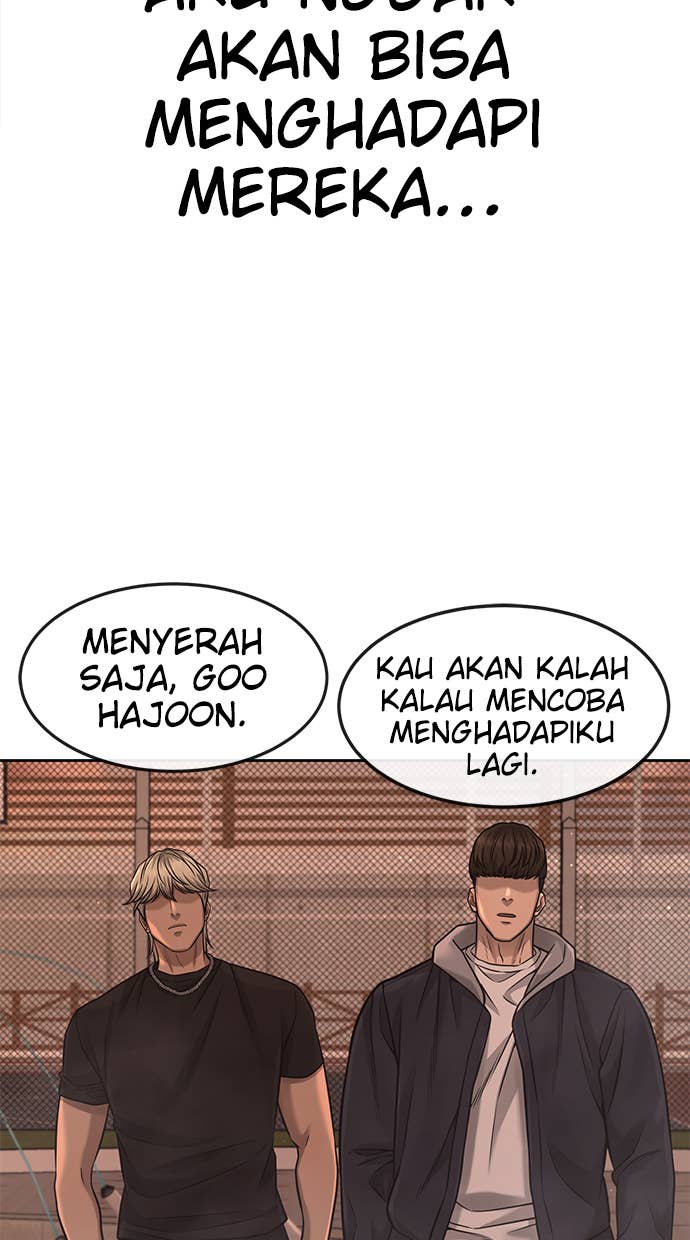 AKAN BISA
MENGHADAPI
MEREKA...
MENYERAH
SAJA, GOO
HAJOON.
KAU AKAN KALAH
KALAU MENCOBA
MENGHADAPIKU
LAGI.